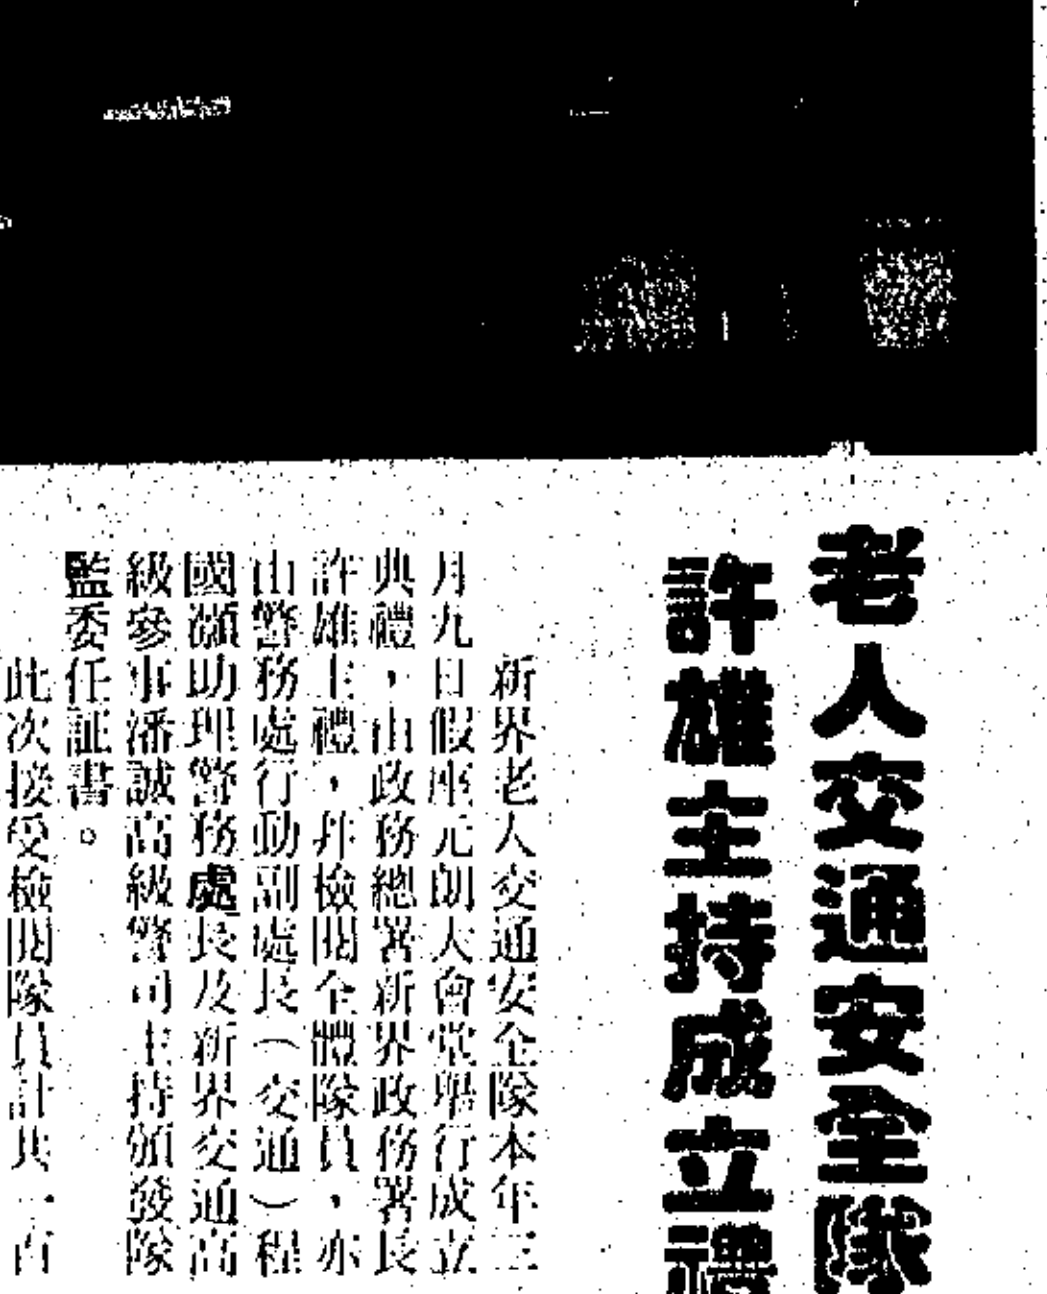 老人交通安全隊
許雄主持成立禮
新界老人交通安全隊本年三
月九日假座元朗大會堂舉行成立
典禮，由政務總署新界政務署長
許雄主禮，幷檢閱全體隊員，亦
由警務處行動副處長（交通）程
國灝助理警務處長及新界交通高
級參事潘誠高級警司主持頒發隊
監委任証書。
此次接受檢閱隊員計共一百